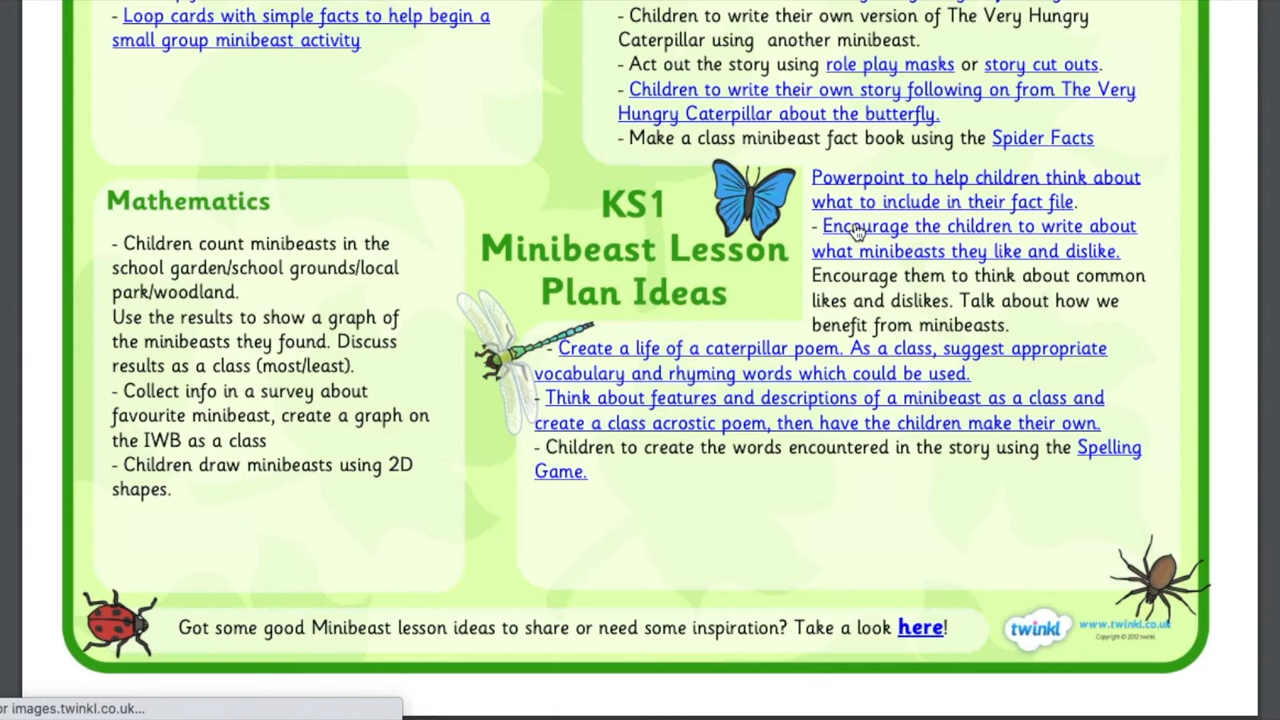 - Loop cards with simple facts to help begin a
small group minibeast activity
- Children to write their own version of The Very Hungry
Caterpillar using another minibeast.
- Act out the story using role play masks or story cut outs.
- Children to write their own story following on from The Very
Hungry Caterpillar about the butterfly.
- Make a class minibeast fact book using the Spider Facts
Powerpoint to help children think about
what to include in their fact file.
- Encourage the children to write about
what minibeasts they like and dislike.
Encourage them to think about common
likes and dislikes. Talk about how we
benefit from minibeasts.
- Create a life of a caterpillar poem. As a class, suggest appropriate
vocabulary and rhyming words which could be used.
- Think about features and descriptions of a minibeast as a class and
create a class acrostic poem, then have the children make their own.
- Children to create the words encountered in the story using the Spelling
Game.
KS1
Minibeast Lesson
Plan Ideas
Mathematics
- Children count minibeasts in the
school garden/school grounds/local
park/woodland.
Use the results to show a graph of
the minibeasts they found. Discuss
results as a class (most/least).
- Collect info in a survey about
favourite minibeast, create a graph on
the IWB as a class
- Children draw minibeasts using 2D
shapes.
Got some good Minibeast lesson ideas to share or need some inspiration? Take a look here!
twinkl
www.twinkl.co.uk
Copyright © 2012 twinkl
or images.twinkl.co.uk...